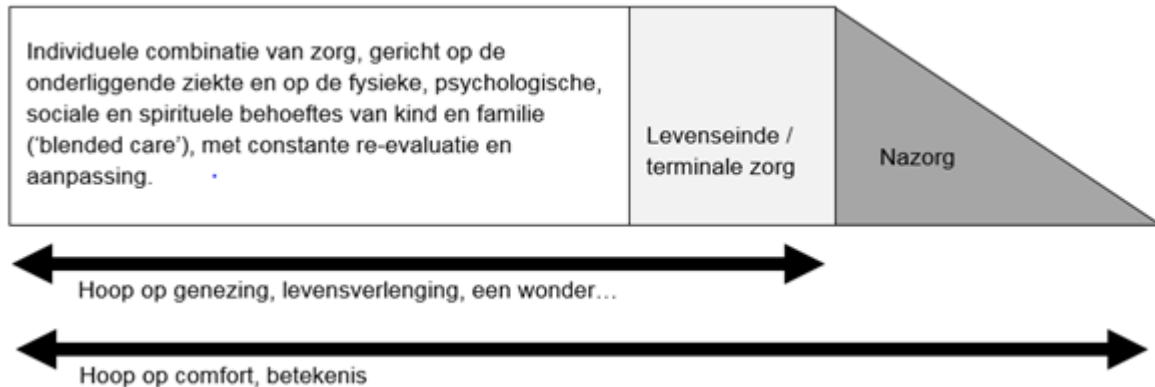 Individuele combinatie van zorg, gericht op de
onderliggende ziekte en op de fysieke, psychologische,
sociale en spirituele behoeftes van kind en familie
(‘blended care’), met constante re-evaluatie en
aanpassing.
Levenseinde /
terminale zorg
Nazorg
Hoop op genezing, levensverlenging, een wonder…
Hoop op comfort, betekenis